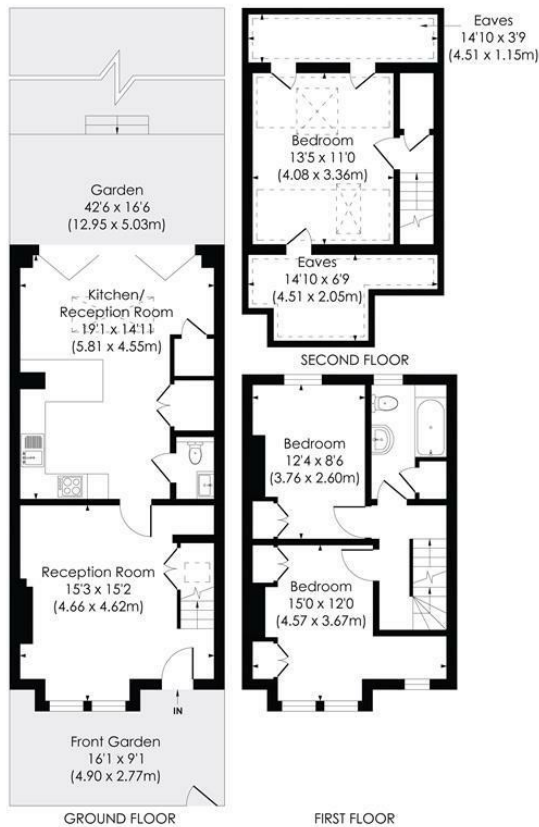 Eaves
14'10 x 3'9
(4.51 x 1.15m)
Bedroom
13'5 x 11'0
(4.08 x 3.36m)
Eaves
14'10 x 6'9
(4.51 x 2.05m)
SECOND FLOOR
Garden
42'6 x 16'6
(12.95 x 5.03m)
Kitchen/
Reception Room
19'1 x 14'11
(5.81 x 4.55m)
Reception Room
15'3 x 15'2
(4.66 x 4.62m)
IN
Front Garden
16'1 x 9'1
(4.90 x 2.77m)
GROUND FLOOR
Bedroom
12'4 x 8'6
(3.76 x 2.60m)
Bedroom
15'0 x 12'0
(4.57 x 3.67m)
FIRST FLOOR